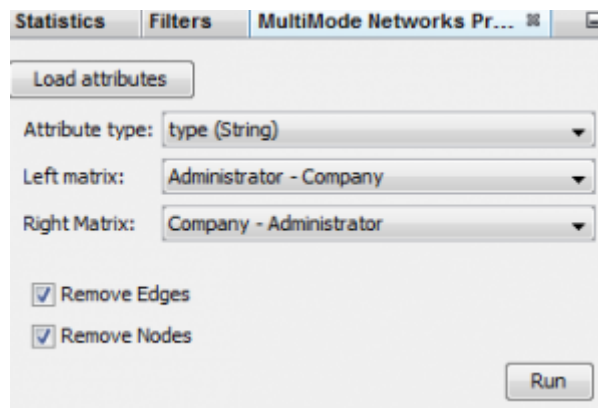 Statistics Filters MultiMode Networks Pr...
Load attributes
Attribute type: type (String)
Left matrix: Administrator - Company
Right Matrix: Company - Administrator
Remove Edges
Remove Nodes
Run